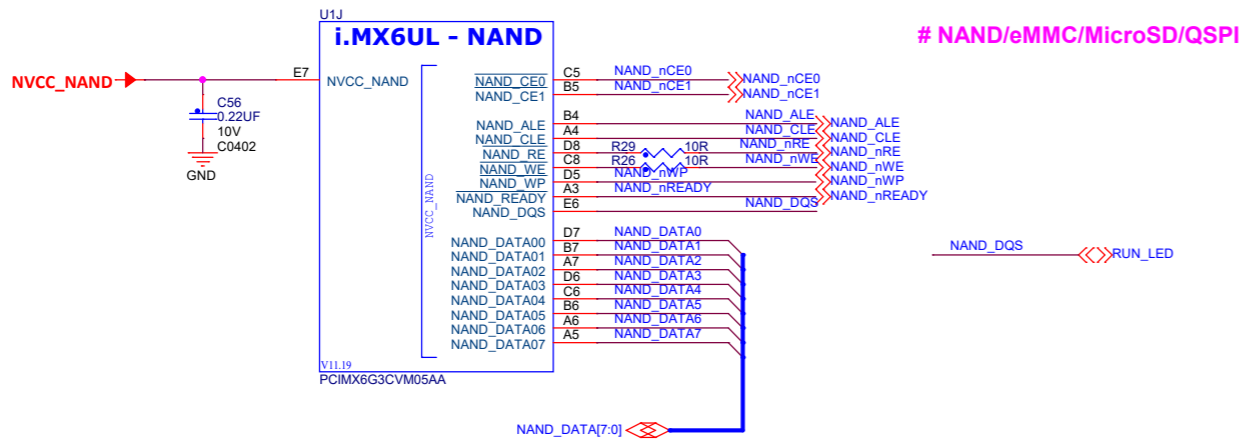 U1J
i.MX6UL - NAND
# NAND/eMMC/MicroSD/QSPI
NVCC_NAND
E7
NVCC_NAND
C56
0.22UF
10V
C0402
GND
NVCC_NAND
NAND_CE0 C5 NAND_nCE0 NAND_nCE0
NAND_CE1 B5 NAND_nCE1 NAND_nCE1
NAND_ALE B4 NAND_ALE NAND_ALE
NAND_CLE A4 NAND_CLE NAND_CLE
NAND_RE D8 R29 10R NAND_nRE NAND_nRE
NAND_WE C8 R26 10R NAND_nWE NAND_nWE
NAND_WP D5 NAND_nWP NAND_nWP
NAND_READY A3 NAND_nREADY NAND_nREADY
NAND_DQS E6 NAND_DQS
NAND_DATA00 D7 NAND_DATA0
NAND_DATA01 B7 NAND_DATA1
NAND_DATA02 A7 NAND_DATA2
NAND_DATA03 D6 NAND_DATA3
NAND_DATA04 C6 NAND_DATA4
NAND_DATA05 B6 NAND_DATA5
NAND_DATA06 A6 NAND_DATA6
NAND_DATA07 A5 NAND_DATA7
NAND_DQS RUN_LED
V11.19
PCIMX6G3CVM05AA
NAND_DATA[7:0]